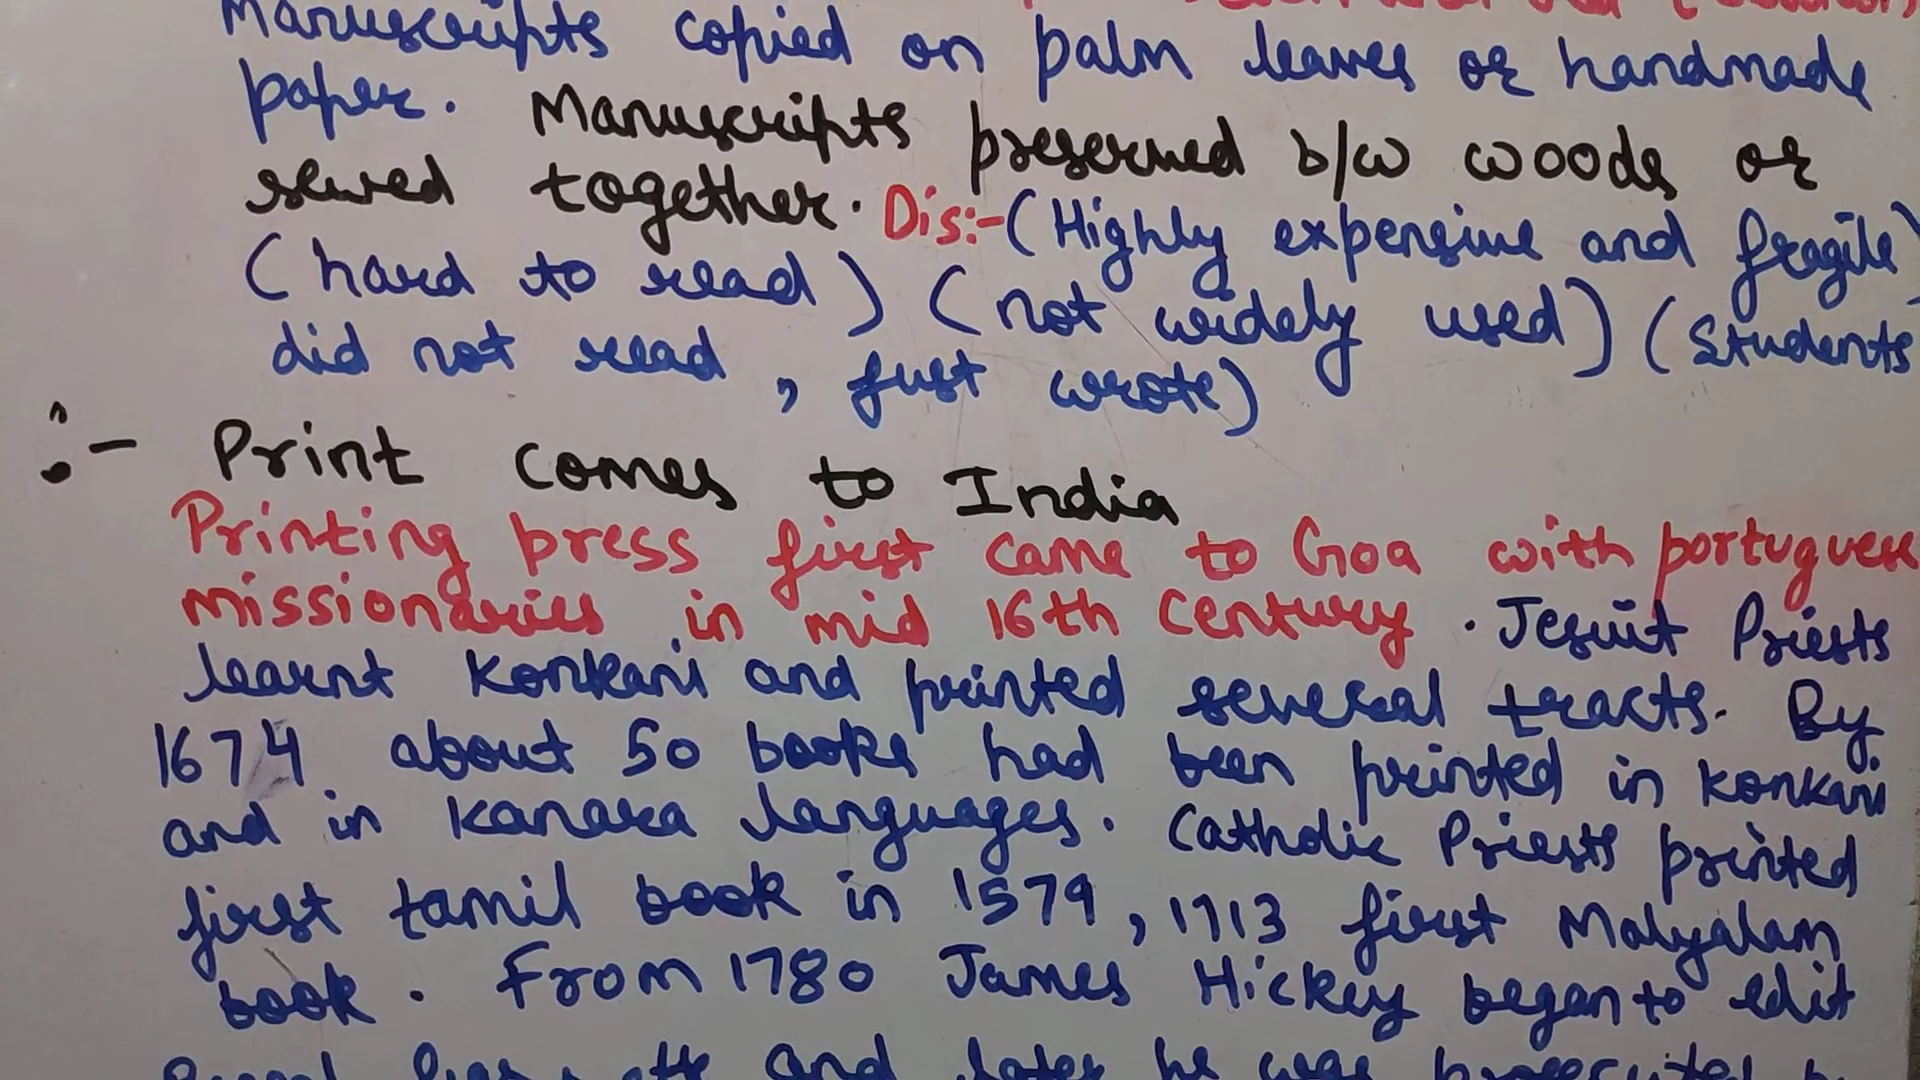 Manuscripts copied on palm leaves or handmade
paper. Manuscripts preserved b/w woods or
sewed together. Dis:- (Highly expensive and fragile)
(hard to read) (not widely used) (Students
did not read, just wrote)
:- Print comes to India
Printing press first came to Goa with portuguese
missionaries in mid 16th Century. Jesuit Priests
learnt Konkani and printed several tracts. By
1674 about 50 books had been printed in Konkani
and in Kanara languages. Catholic Priests printed
first tamil book in 1579, 1713 first Malyalam
book. From 1780 James Hickey began to edit
and later he was